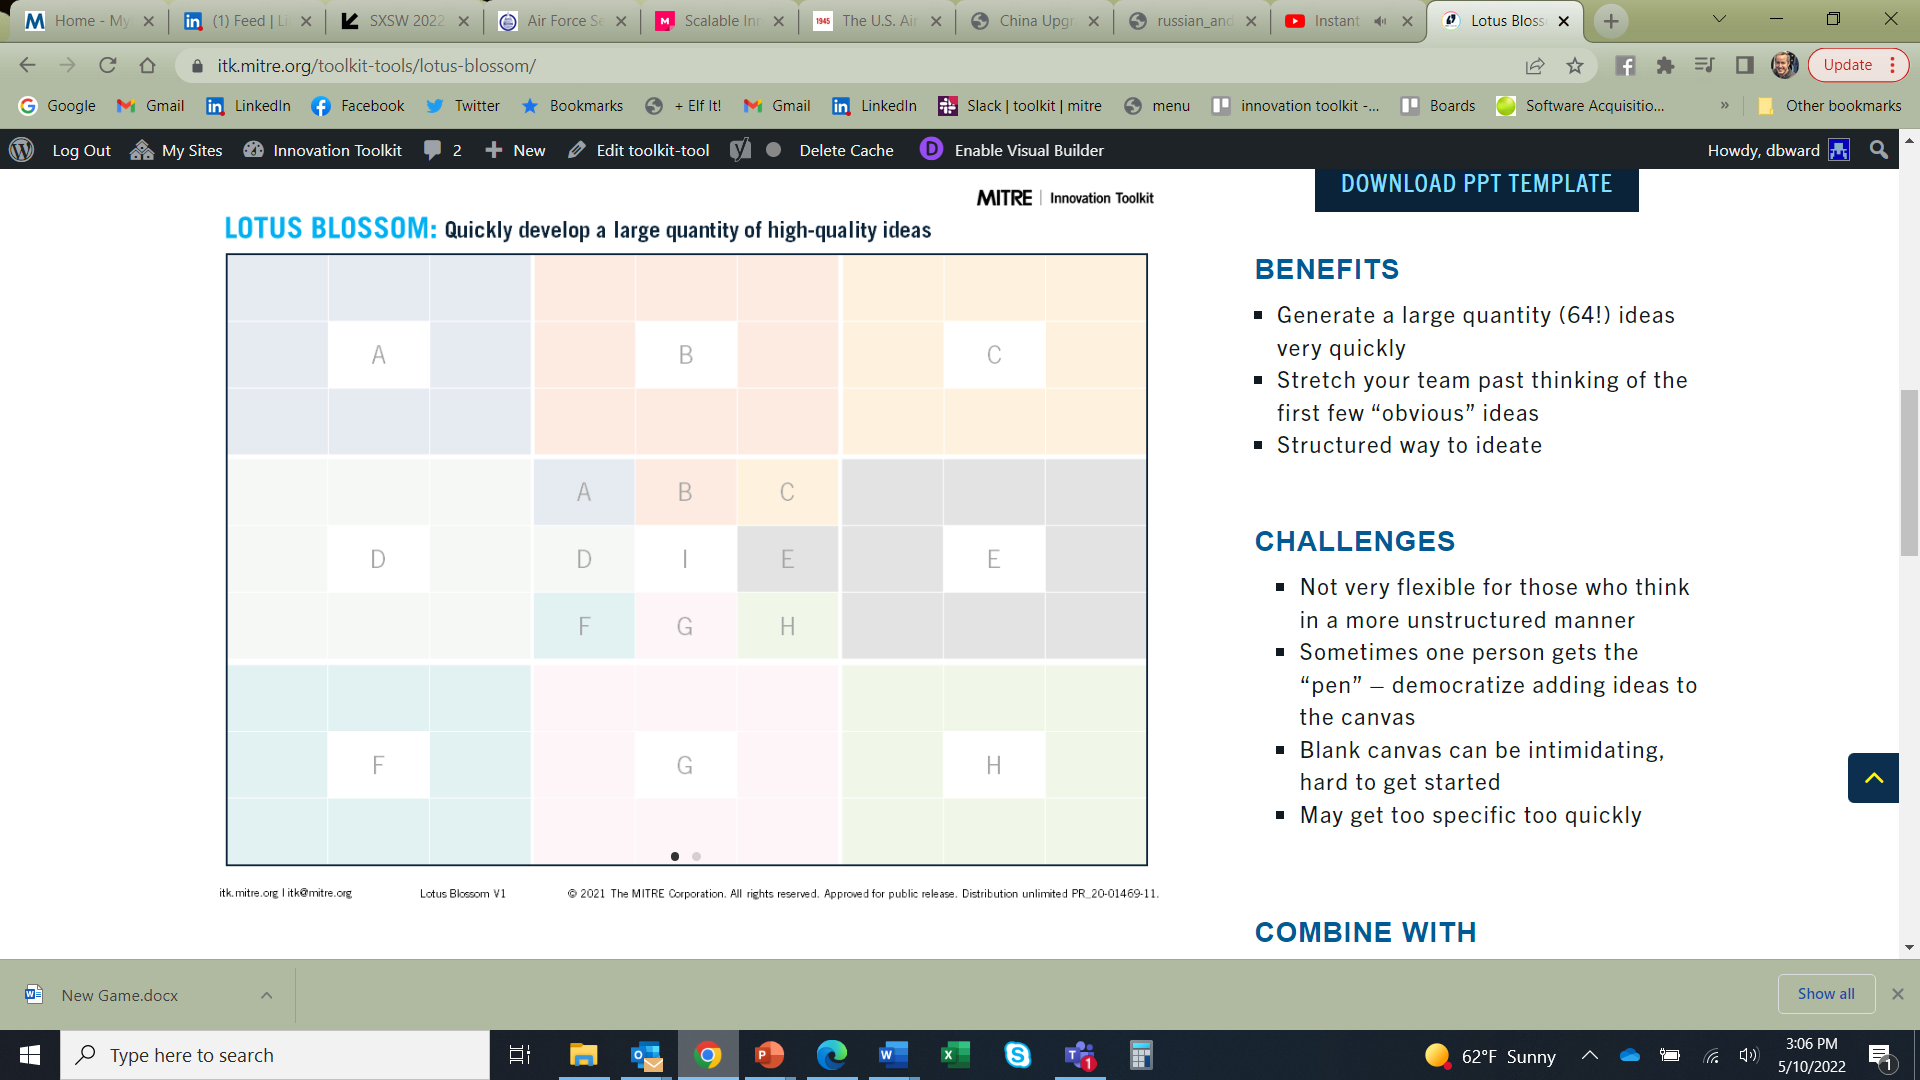 Home - My
(1) Feed | Li
SXSW 2022
Air Force Se
Scalable Inn
1945 The U.S. Air
China Upgr
russian_and
Instant
Lotus Bloss
itk.mitre.org/toolkit-tools/lotus-blossom/
Update
Google
Gmail
LinkedIn
Facebook
Twitter
Bookmarks
+ Elf It!
Gmail
LinkedIn
Slack | toolkit | mitre
menu
innovation toolkit -...
Boards
Software Acquisitio...
»
Other bookmarks
Log Out
My Sites
Innovation Toolkit
2
New
Edit toolkit-tool
Delete Cache
D Enable Visual Builder
Howdy, dbward
MITRE | Innovation Toolkit
DOWNLOAD PPT TEMPLATE
LOTUS BLOSSOM: Quickly develop a large quantity of high-quality ideas
A B C
A B C
D D I E E
F G H
F G H
itk.mitre.org | itk@mitre.org
Lotus Blossom V1
© 2021 The MITRE Corporation. All rights reserved. Approved for public release. Distribution unlimited PR_20-01469-11.
BENEFITS
Generate a large quantity (64!) ideas
very quickly
Stretch your team past thinking of the
first few “obvious” ideas
Structured way to ideate
CHALLENGES
Not very flexible for those who think
in a more unstructured manner
Sometimes one person gets the
“pen” – democratize adding ideas to
the canvas
Blank canvas can be intimidating,
hard to get started
May get too specific too quickly
COMBINE WITH
New Game.docx
Show all
Type here to search
62°F Sunny
3:06 PM
5/10/2022
1
1